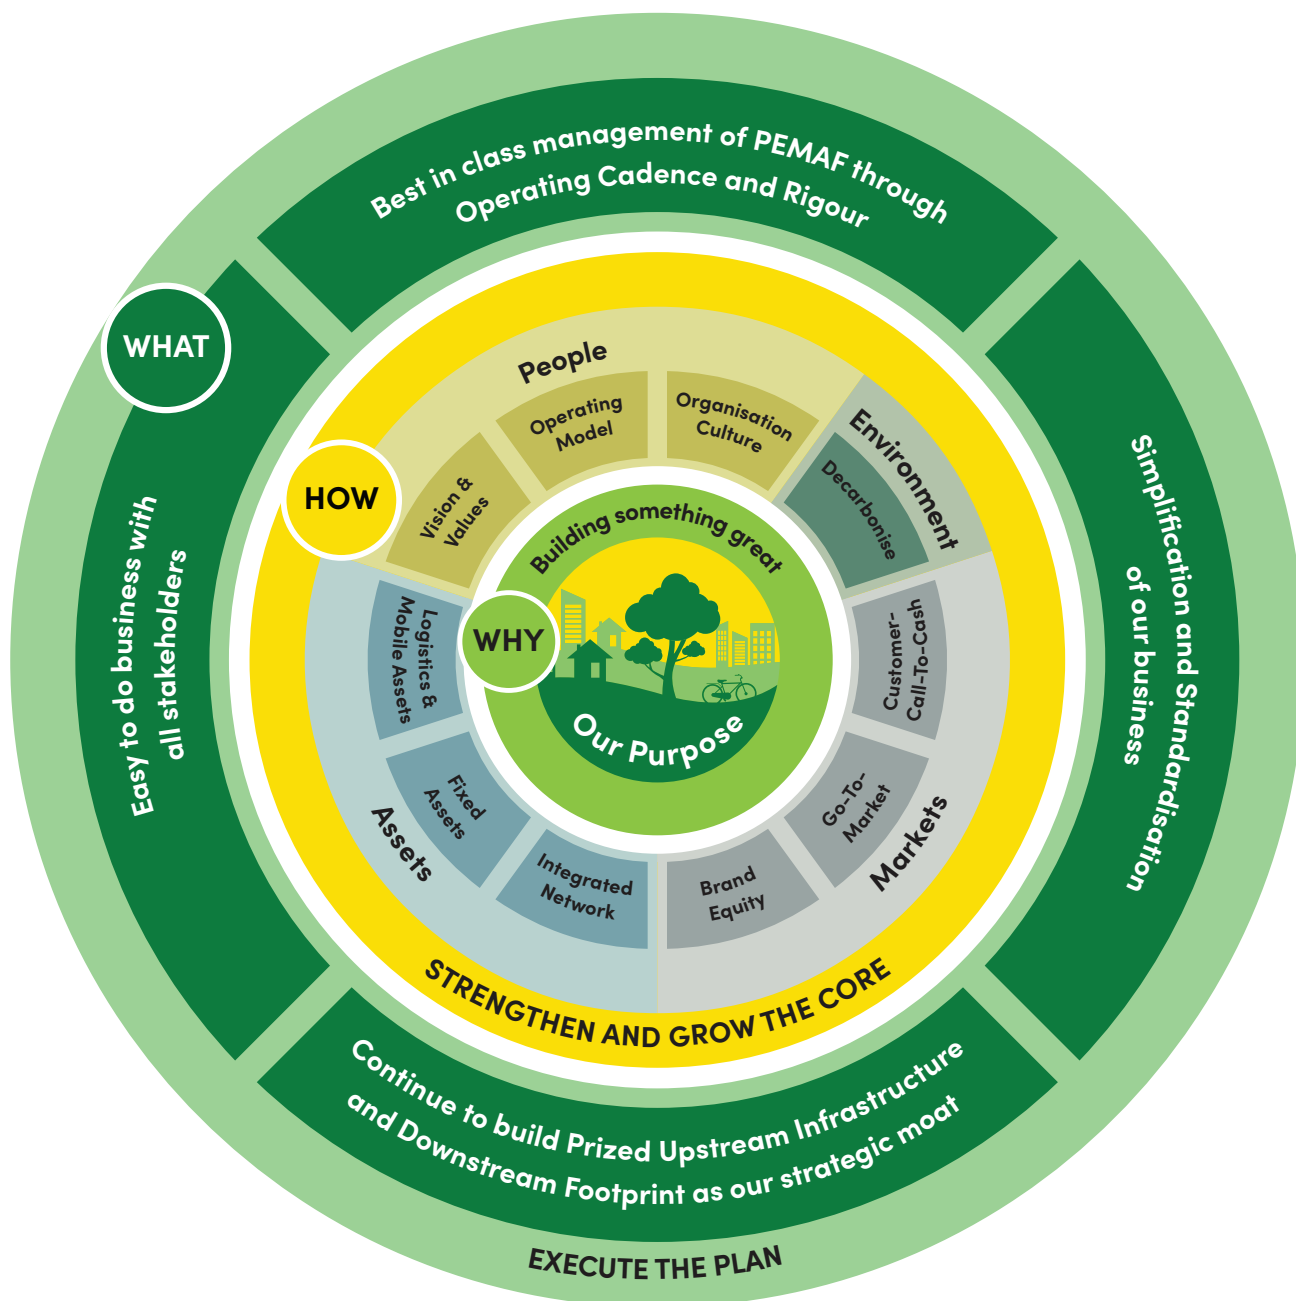 Best in class management of PEMAF through
Operating Cadence and Rigour
WHAT
Easy to do business with
all stakeholders
Simplification and Standardisation
of our business
Continue to build Prized Upstream Infrastructure
and Downstream Footprint as our strategic moat
EXECUTE THE PLAN
HOW
STRENGTHEN AND GROW THE CORE
People
Vision &
Values
Operating
Model
Organisation
Culture
Environment
Decarbonise
Markets
Customer-
Call-To-Cash
Go-To-
Market
Brand
Equity
Assets
Integrated
Network
Fixed
Assets
Logistics &
Mobile Assets
WHY
Building something great
Our Purpose